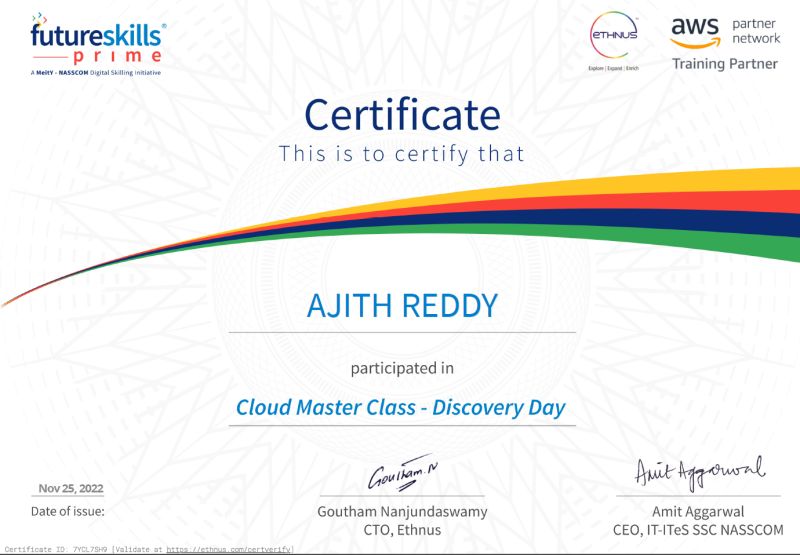 futureskills®
prime
A MeitY - NASSCOM Digital Skilling Initiative
ETHNUS™
Explore | Expand | Enrich
aws partner network
Training Partner
Certificate
This is to certify that
AJITH REDDY
participated in
Cloud Master Class - Discovery Day
Goutham.N
Amit Aggarwal
Nov 25, 2022
Date of issue:
Goutham Nanjundaswamy
CTO, Ethnus
Amit Aggarwal
CEO, IT-ITeS SSC NASSCOM
Certificate ID: 7YCL7SH9 |Validate at https://ethnus.com/certverify|